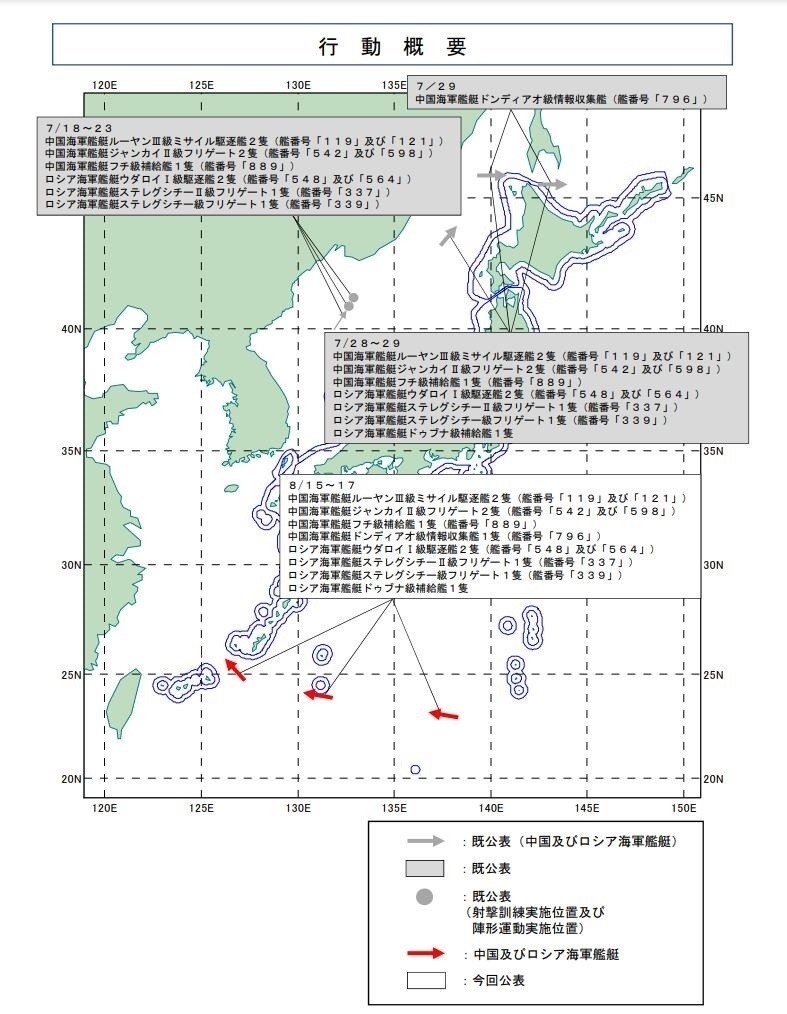 行 動 概 要
120E 125E 130E 135E
７／29
中国海軍艦艇ドンディアオ級情報収集艦（艦番号「７９６」）
7/18～23
中国海軍艦艇ルーヤンⅢ級ミサイル駆逐艦２隻（艦番号「１１９」及び「１２１」）
中国海軍艦艇ジャンカイⅡ級フリゲート２隻（艦番号「５４２」及び「５９８」）
中国海軍艦艇フチ級補給艦１隻（艦番号「８８９」）
ロシア海軍艦艇ウダロイⅠ級駆逐艦２隻（艦番号「５４８」及び「５６４」）
ロシア海軍艦艇ステレグシチーⅡ級フリゲート１隻（艦番号「３３７」）
ロシア海軍艦艇ステレグシチー級フリゲート１隻（艦番号「３３９」）
45N
40N 40N
7/28～29
中国海軍艦艇ルーヤンⅢ級ミサイル駆逐艦２隻（艦番号「１１９」及び「１２１」）
中国海軍艦艇ジャンカイⅡ級フリゲート２隻（艦番号「５４２」及び「５９８」）
中国海軍艦艇フチ級補給艦１隻（艦番号「８８９」）
ロシア海軍艦艇ウダロイⅠ級駆逐艦２隻（艦番号「５４８」及び「５６４」）
ロシア海軍艦艇ステレグシチーⅡ級フリゲート１隻（艦番号「３３７」）
ロシア海軍艦艇ステレグシチー級フリゲート１隻（艦番号「３３９」）
ロシア海軍艦艇ドゥブナ級補給艦１隻
35N 35N
8/15～17
中国海軍艦艇ルーヤンⅢ級ミサイル駆逐艦２隻（艦番号「１１９」及び「１２１」）
中国海軍艦艇ジャンカイⅡ級フリゲート２隻（艦番号「５４２」及び「５９８」）
中国海軍艦艇フチ級補給艦１隻（艦番号「８８９」）
中国海軍艦艇ドンディアオ級情報収集艦１隻（艦番号「７９６」）
ロシア海軍艦艇ウダロイⅠ級駆逐艦２隻（艦番号「５４８」及び「５６４」）
ロシア海軍艦艇ステレグシチーⅡ級フリゲート１隻（艦番号「３３７」）
ロシア海軍艦艇ステレグシチー級フリゲート１隻（艦番号「３３９」）
ロシア海軍艦艇ドゥブナ級補給艦１隻
30N 30N
25N 25N
20N 20N
120E 125E 130E 135E 140E 145E 150E
：既公表（中国及びロシア海軍艦艇）
：既公表
：既公表
（射撃訓練実施位置及び
陣形運動実施位置）
：中国及びロシア海軍艦艇
：今回公表